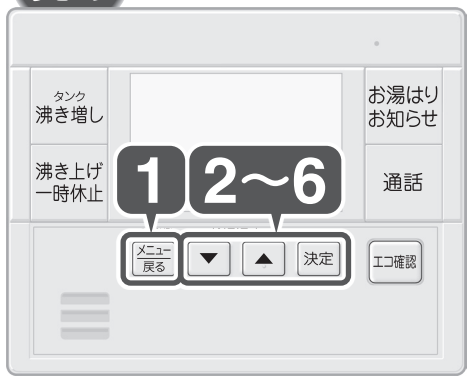 タンク
沸き増し
お湯はり
お知らせ
沸き上げ
一時休止
通話
1
2～6
メニュー
戻る
▼
▲
決定
エコ確認